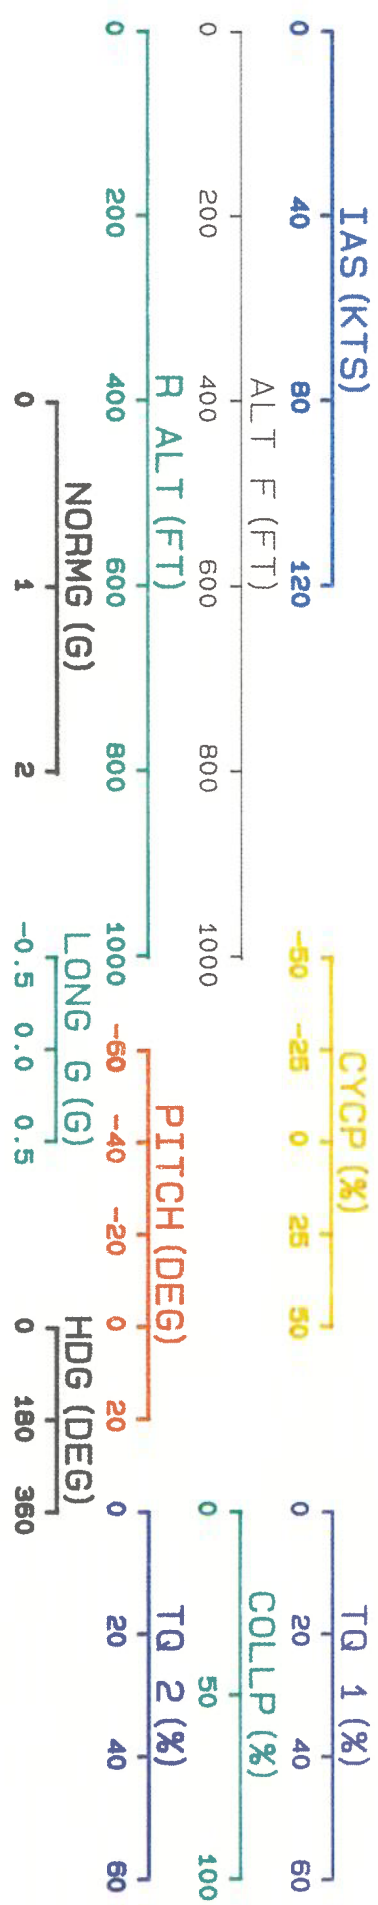 IAS (KTS)
0 40 80 120
CYCP (%)
-50 -25 0 25 50
TQ 1 (%)
0 20 40 60
ALT F (FT)
0 200 400 600 800 1000
COLLP (%)
0 50 100
R ALT (FT)
0 200 400 600 800 1000
PITCH (DEG)
-60 -40 -20 0 20
TQ 2 (%)
0 20 40 60
NORMG (G)
0 1 2
LONG G (G)
-0.5 0.0 0.5
HDG (DEG)
0 180 360